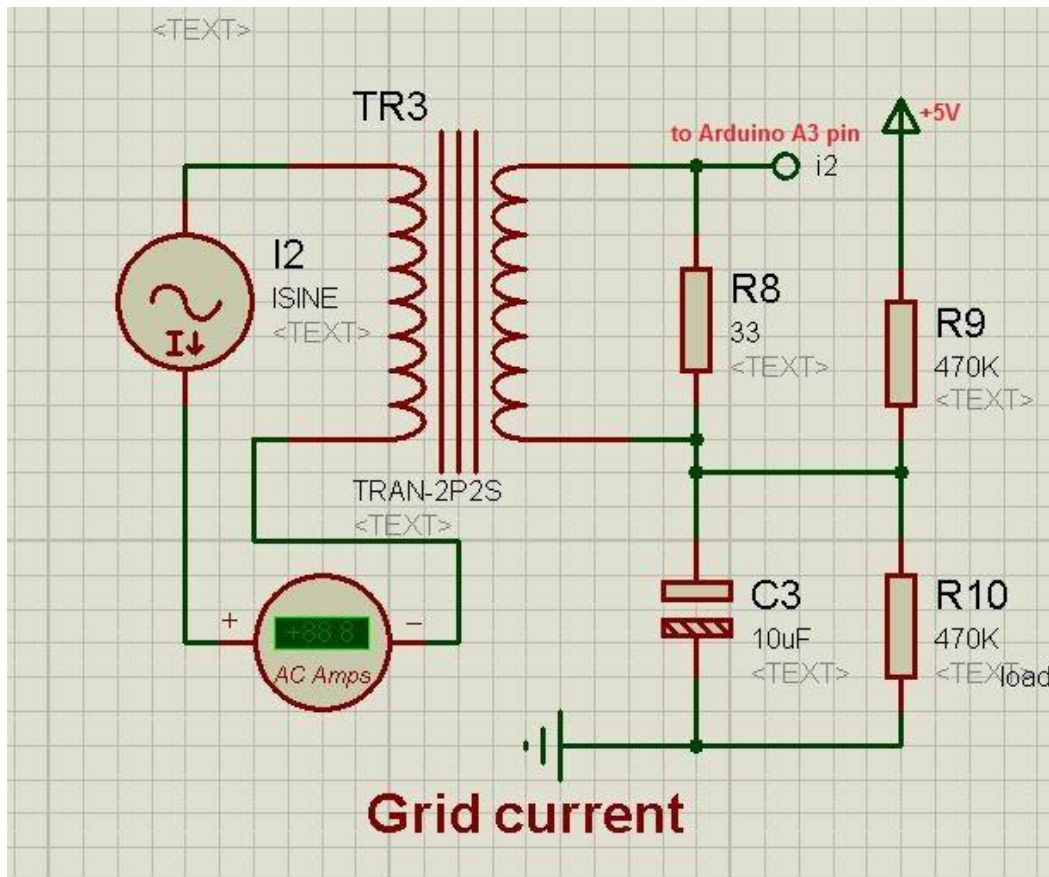 <TEXT>
TR3
+5V
to Arduino A3 pin
i2
I2
ISINE
<TEXT>
I↓
R8
33
<TEXT>
R9
470K
<TEXT>
TRAN-2P2S
<TEXT>
+88.8
AC Amps
+
−
C3
10uF
<TEXT>
R10
470K
<TEXT>
load
Grid current